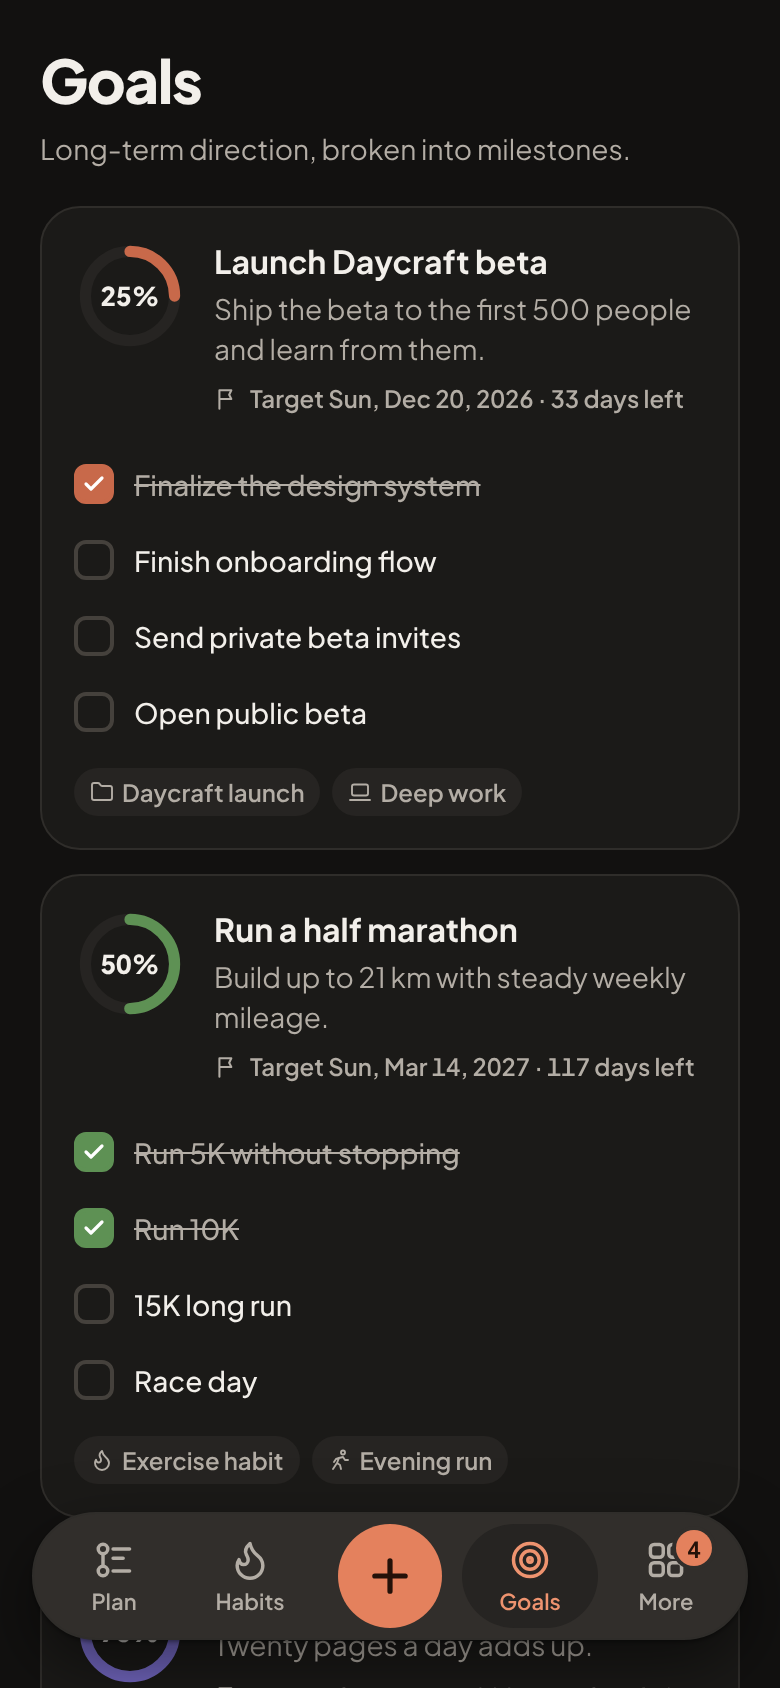 Goals
Long-term direction, broken into milestones.
25%
Launch Daycraft beta
Ship the beta to the first 500 people
and learn from them.
Target Sun, Dec 20, 2026 · 33 days left
Finalize the design system
Finish onboarding flow
Send private beta invites
Open public beta
Daycraft launch
Deep work
50%
Run a half marathon
Build up to 21 km with steady weekly
mileage.
Target Sun, Mar 14, 2027 · 117 days left
Run 5K without stopping
Run 10K
15K long run
Race day
Exercise habit
Evening run
Plan
Habits
Goals
4
More
Twenty pages a day adds up.